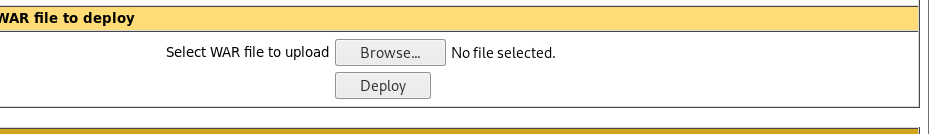 WAR file to deploy
Select WAR file to upload Browse... No file selected.
Deploy